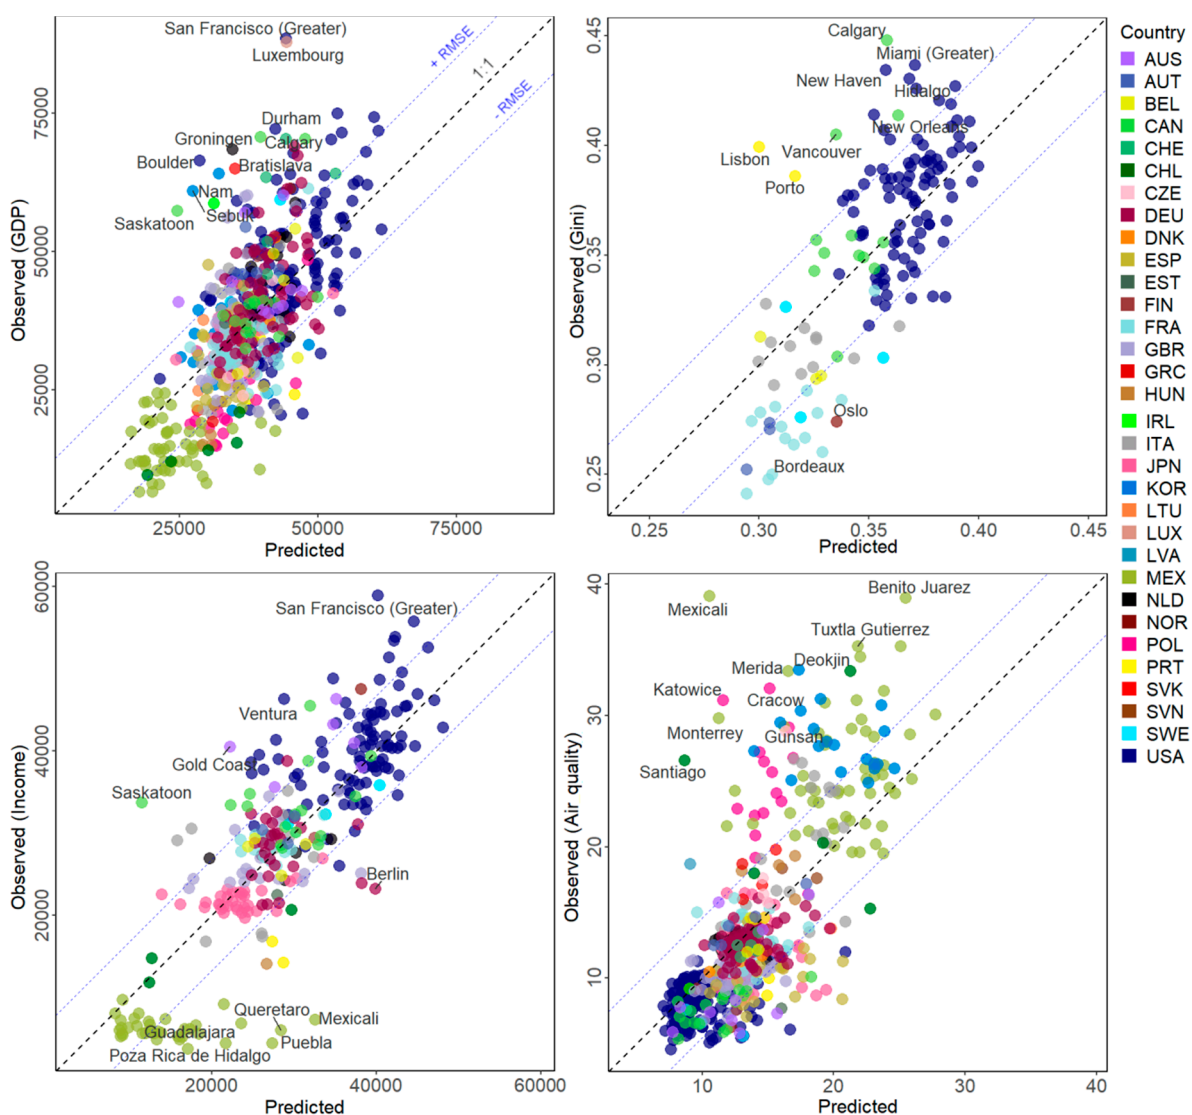 San Francisco (Greater)
Luxembourg
+ RMSE
1:1
- RMSE
Durham
Groningen
Calgary
Boulder
Bratislava
Nam
Sebuk
Saskatoon
Observed (GDP)
75000
50000
25000
25000
50000
75000
Predicted
Calgary
Miami (Greater)
New Haven
Hidalgo
New Orleans
Lisbon
Vancouver
Porto
Oslo
Bordeaux
Observed (Gini)
0.45
0.40
0.35
0.30
0.25
0.25
0.30
0.35
0.40
0.45
Predicted
San Francisco (Greater)
Ventura
Gold Coast
Saskatoon
Berlin
Queretaro
Mexicali
Guadalajara
Puebla
Poza Rica de Hidalgo
Observed (Income)
60000
40000
20000
20000
40000
60000
Predicted
Benito Juarez
Mexicali
Tuxtla Gutierrez
Deokjin
Merida
Katowice
Cracow
Monterrey
Gunsan
Santiago
Observed (Air quality)
40
30
20
10
10
20
30
40
Predicted
Country
AUS
AUT
BEL
CAN
CHE
CHL
CZE
DEU
DNK
ESP
EST
FIN
FRA
GBR
GRC
HUN
IRL
ITA
JPN
KOR
LTU
LUX
LVA
MEX
NLD
NOR
POL
PRT
SVK
SVN
SWE
USA